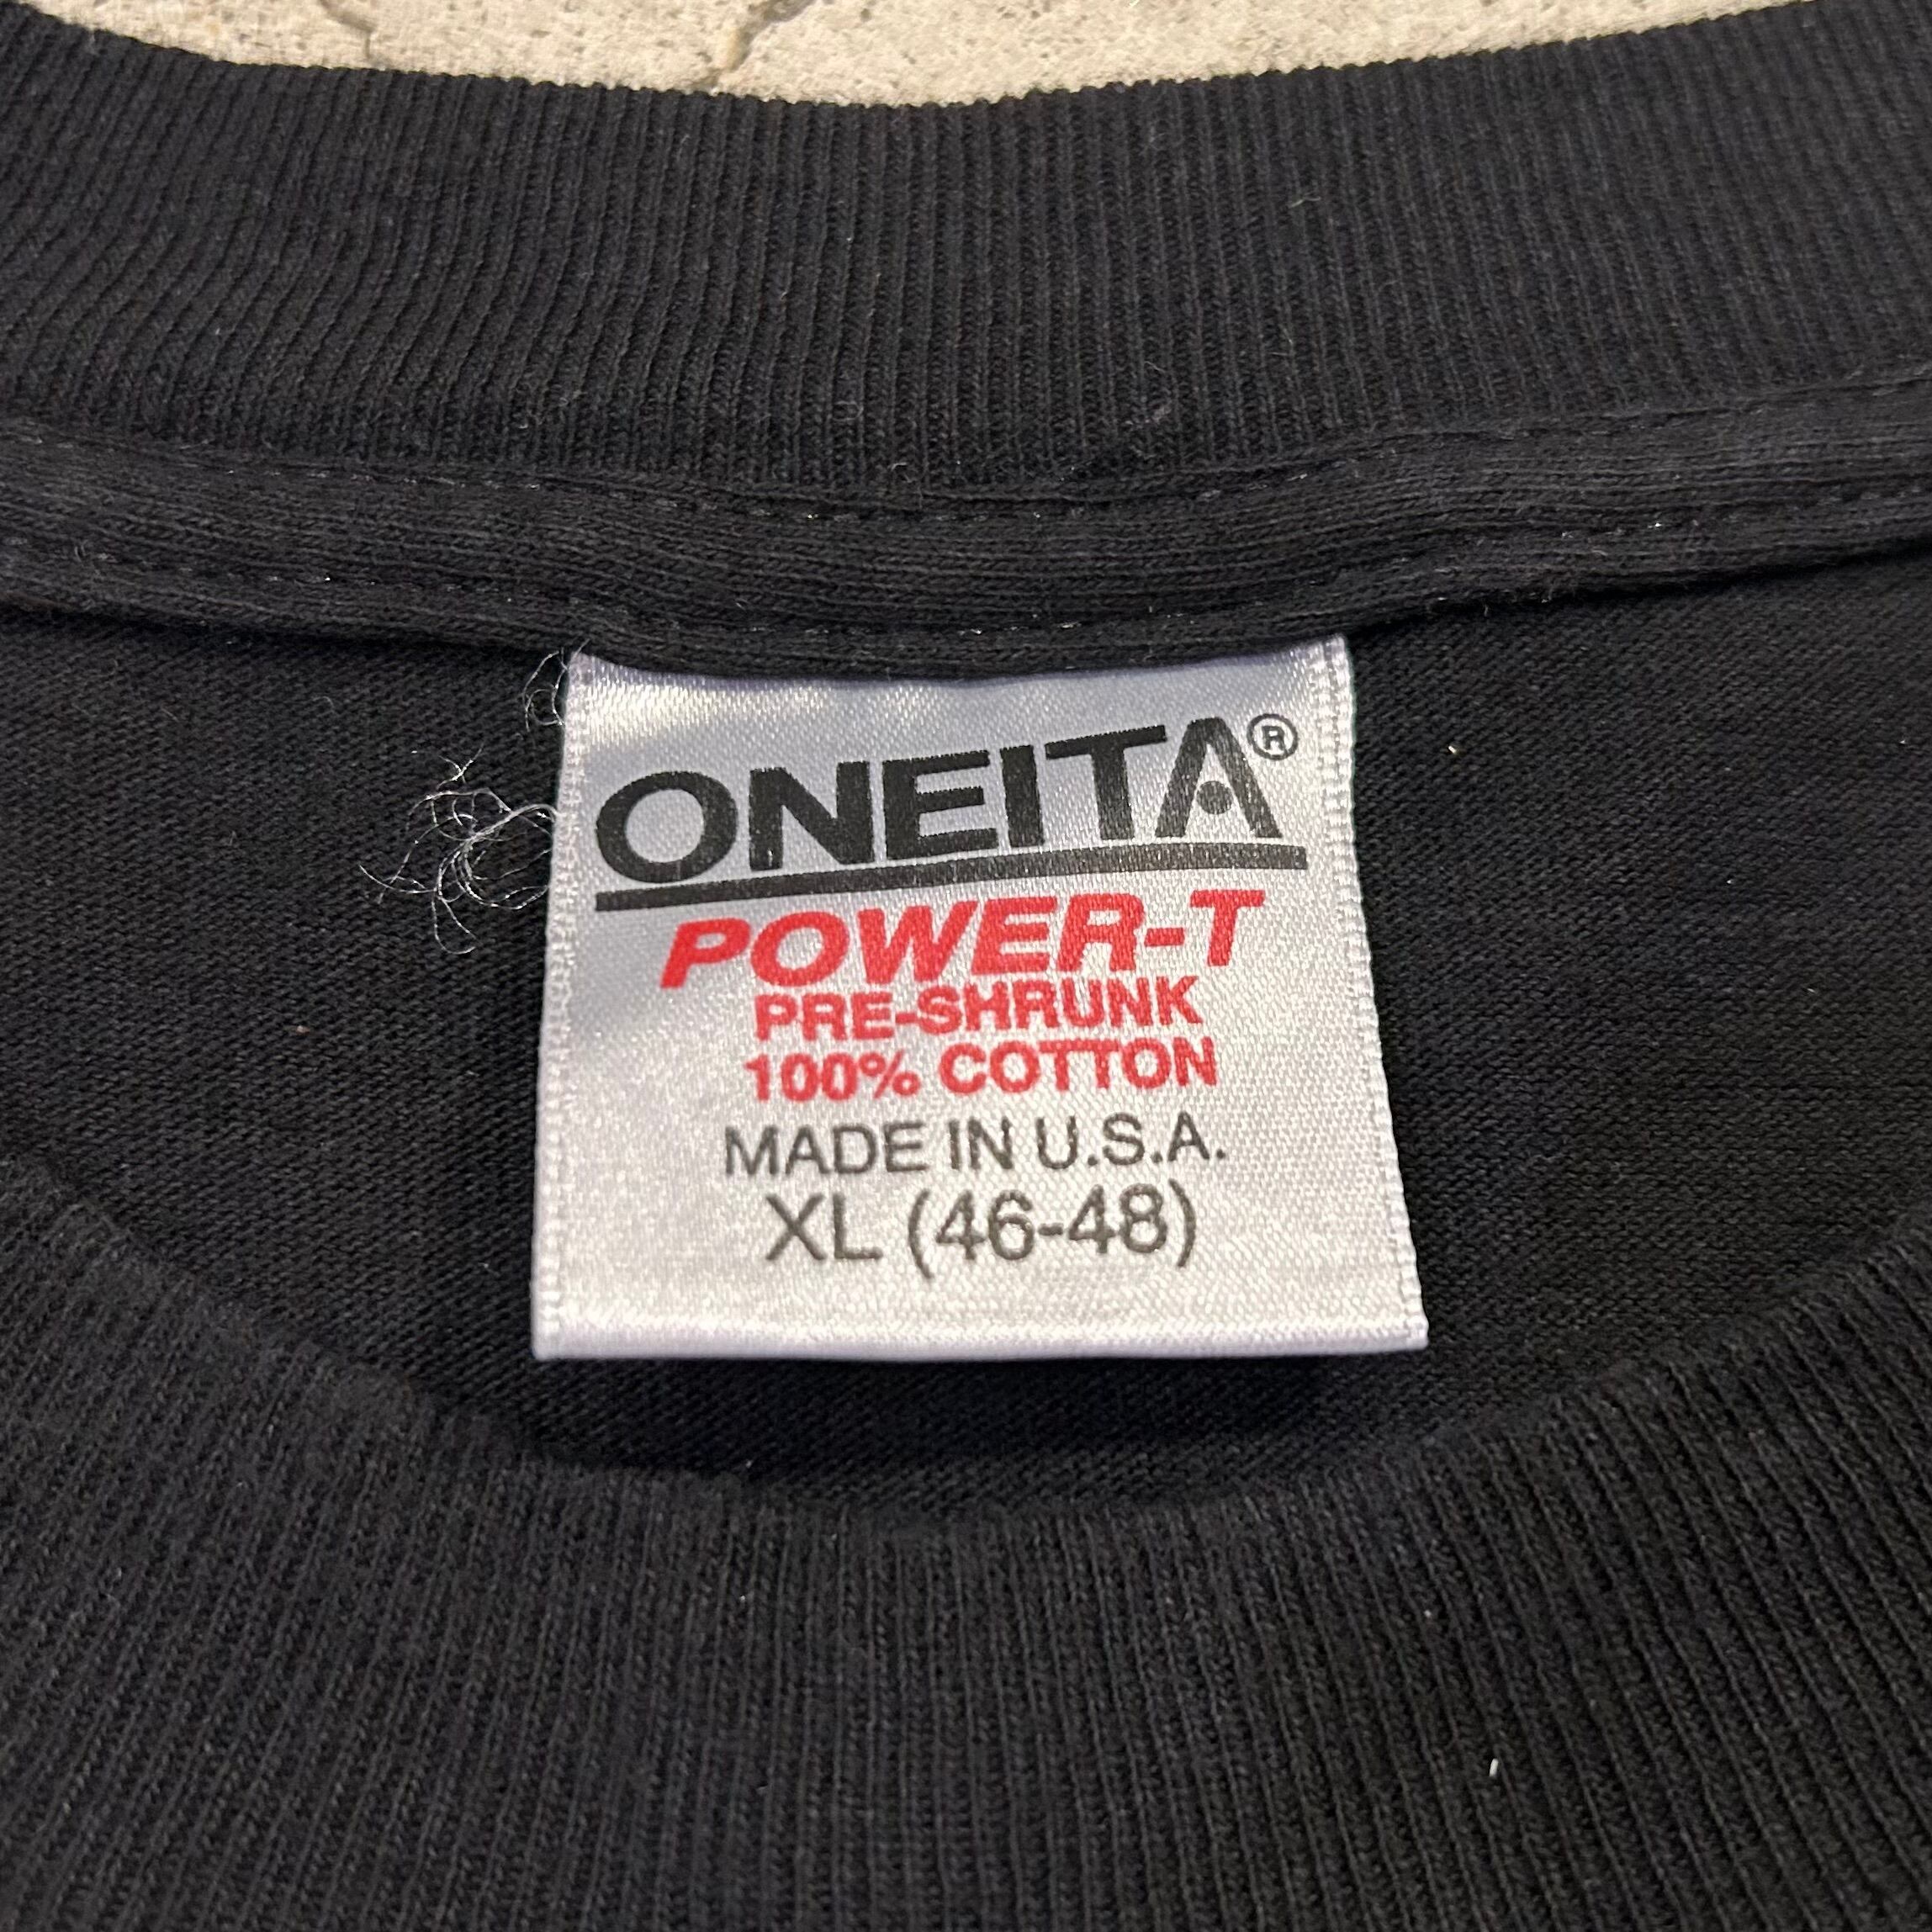 ONEITA®
POWER-T
PRE-SHRUNK
100% COTTON
MADE IN U.S.A.
XL (46-48)